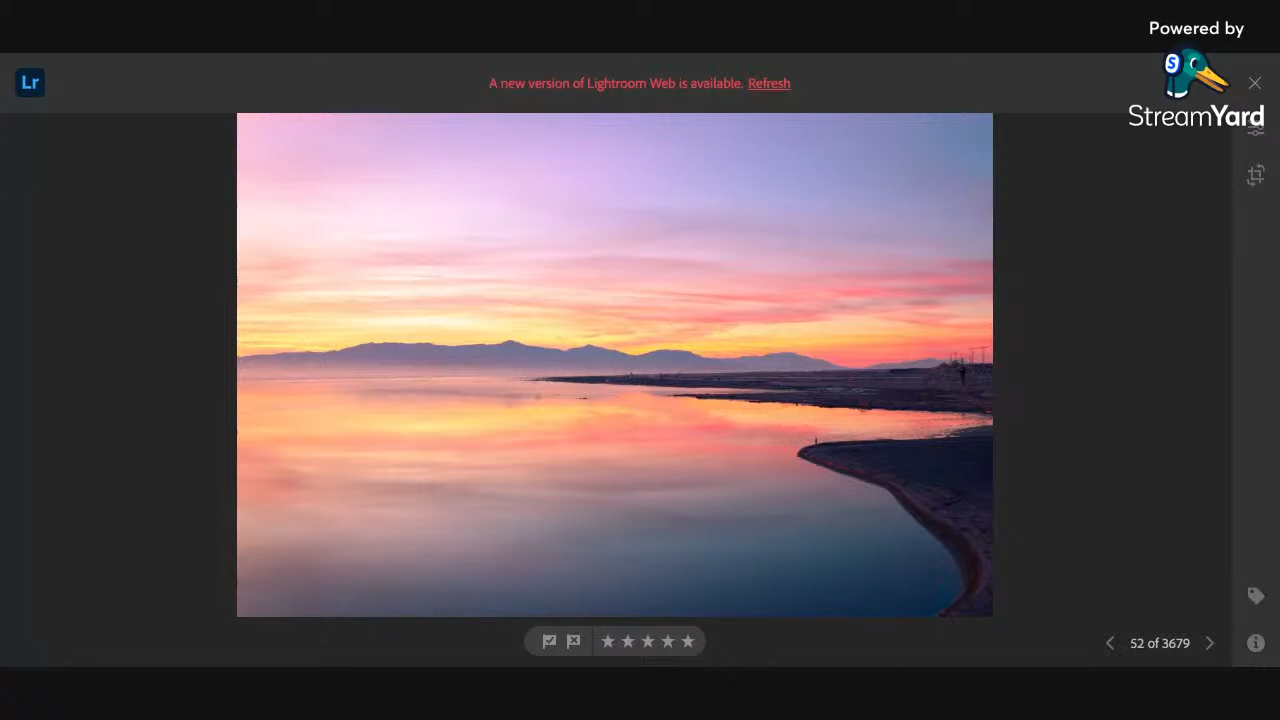 Powered by
Lr
A new version of Lightroom Web is available. Refresh
S
StreamYard
52 of 3679